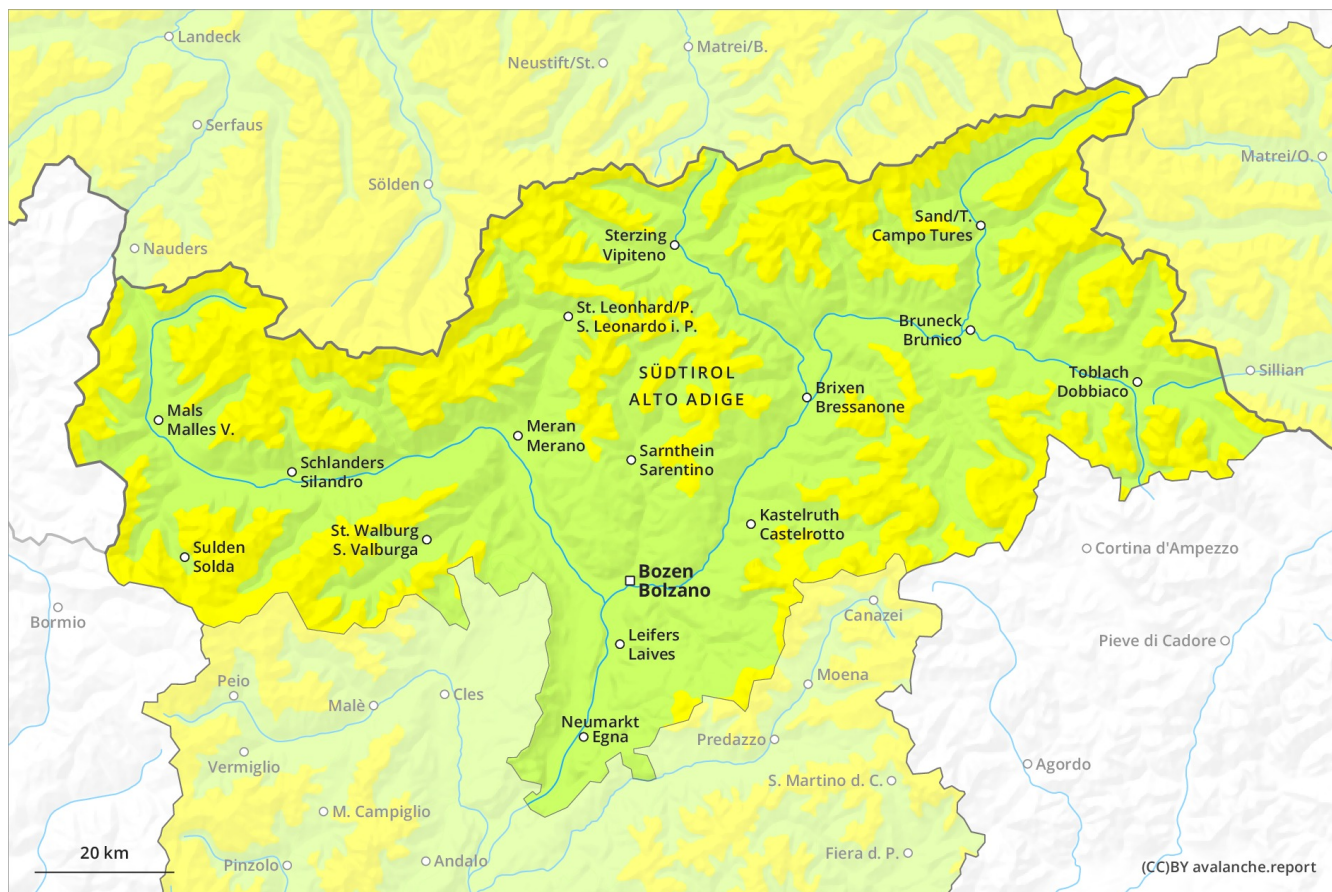 Landeck
Matrei/B.
Neustift/St.
Serfaus
Matrei/O.
Sölden
Sand/T.
Campo Tures
Sterzing
Vipiteno
Nauders
St. Leonhard/P.
S. Leonardo i. P.
Bruneck
Brunico
SÜDTIROL
ALTO ADIGE
Toblach
Dobbiaco
Sillian
Brixen
Bressanone
Mals
Malles V.
Meran
Merano
Sarnthein
Sarentino
Schlanders
Silandro
Kastelruth
Castelrotto
St. Walburg
S. Valburga
Sulden
Solda
Cortina d'Ampezzo
Bozen
Bolzano
Bormio
Canazei
Leifers
Laives
Pieve di Cadore
Peio
Moena
Malè
Cles
Neumarkt
Egna
Predazzo
Vermiglio
Agordo
S. Martino d. C.
M. Campiglio
20 km
Andalo
Fiera d. P.
Pinzolo
(CC)BY avalanche.report